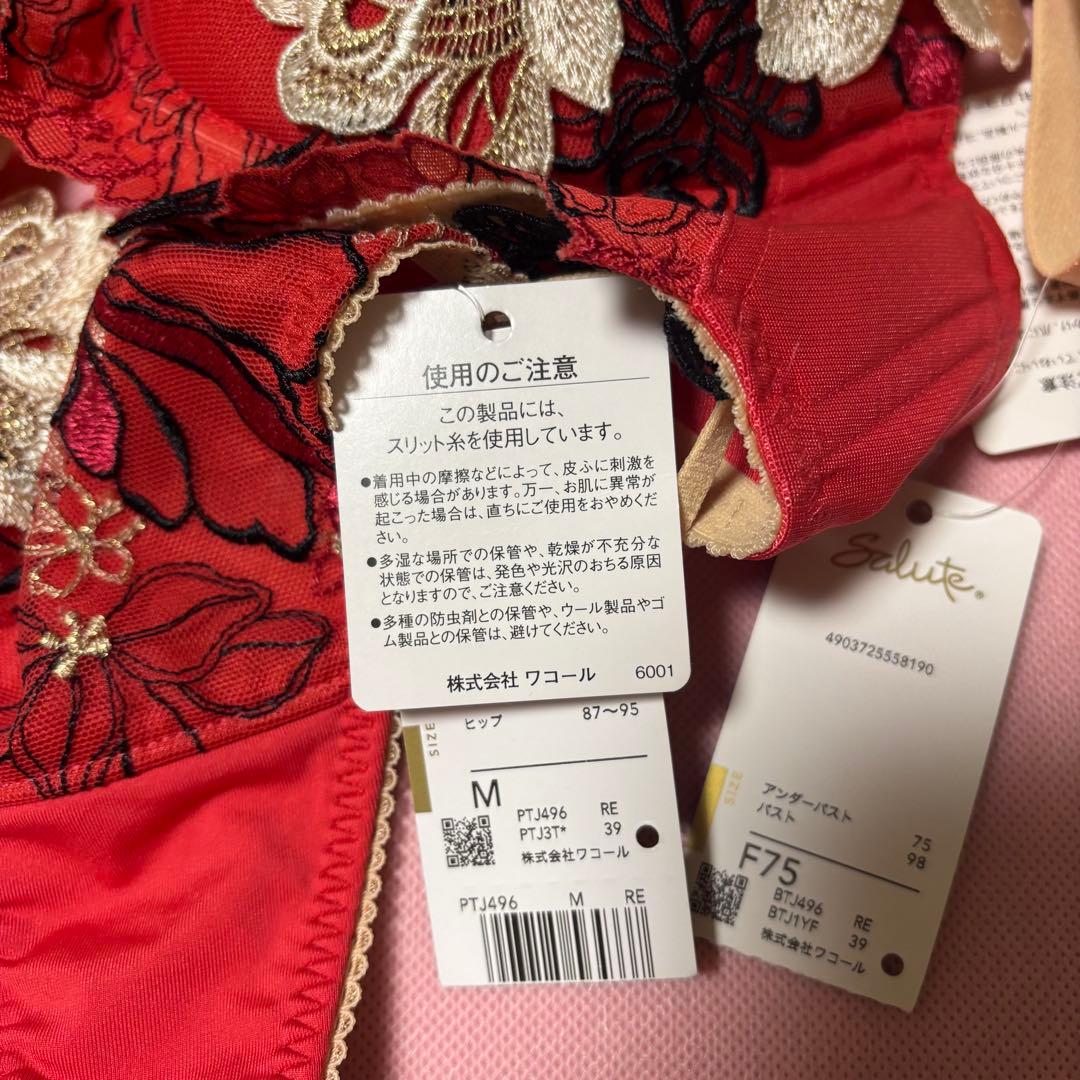 使用のご注意
この製品には、
スリット糸を使用しています。
●着用中の摩擦などによって、皮ふに刺激を
感じる場合があります。万一、お肌に異常が
起こった場合は、直ちにご使用をおやめくだ
さい。
●多湿な場所での保管や、乾燥が不充分な
状態での保管は、発色や光沢のおちる原因
となりますので、ご注意ください。
●多種の防虫剤との保管や、ウール製品やゴ
ム製品との保管は、避けてください。
株式会社 ワコール 6001
ヒップ 87〜95
SIZE
M
PTJ496 RE
PTJ3T* 39
株式会社ワコール
PTJ496 M RE
Salute®
4903725558190
SIZE
アンダーバスト 75
バスト 98
F75
BTJ496 RE
BTJ1YF 39
株式会社ワコール
注意